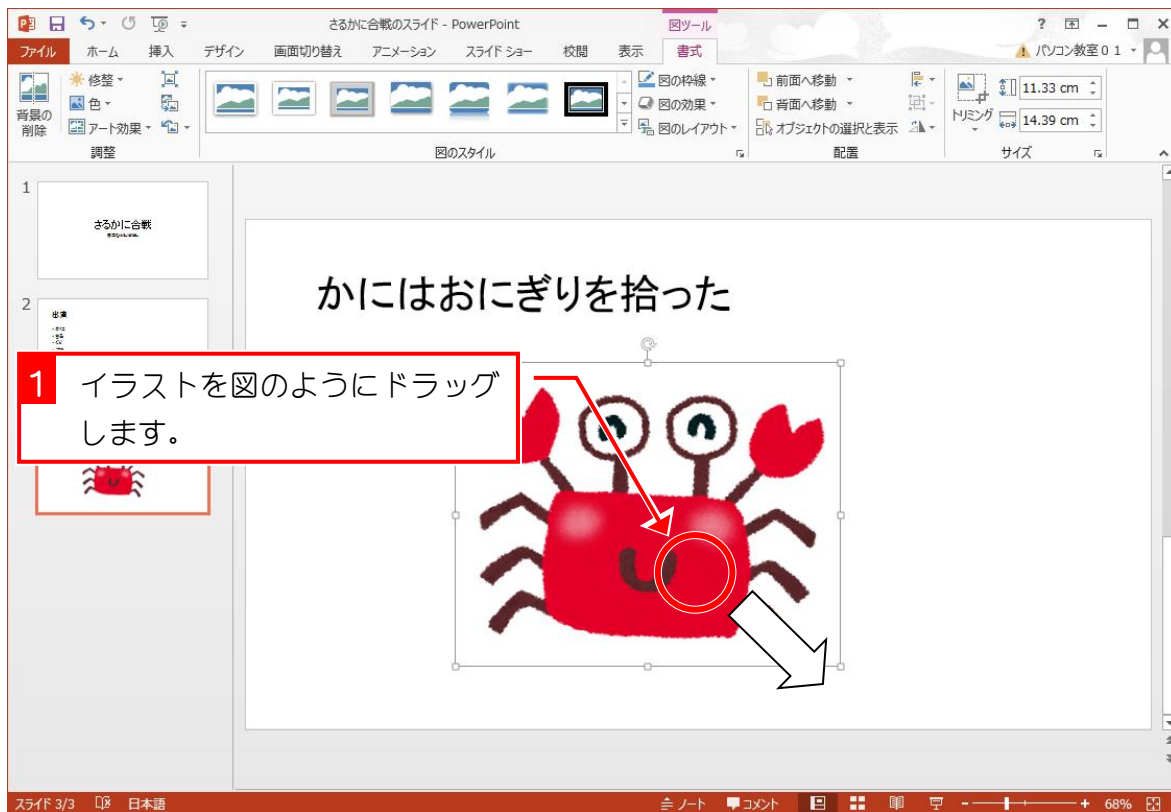 さるかに合戦のスライド - PowerPoint
図ツール
?
ファイル ホーム 挿入 デザイン 画面切り替え アニメーション スライド ショー 校閲 表示 書式
パソコン教室０１
背景の
削除
修整
色
アート効果
調整
図のスタイル
図の枠線
図の効果
図のレイアウト
前面へ移動
背面へ移動
オブジェクトの選択と表示
配置
トリミング
11.33 cm
14.39 cm
サイズ
1
さるかに合戦
2
出演
かにはおにぎりを拾った
1 イラストを図のようにドラッグ
します。
スライド 3/3 日本語 ノート コメント 68%